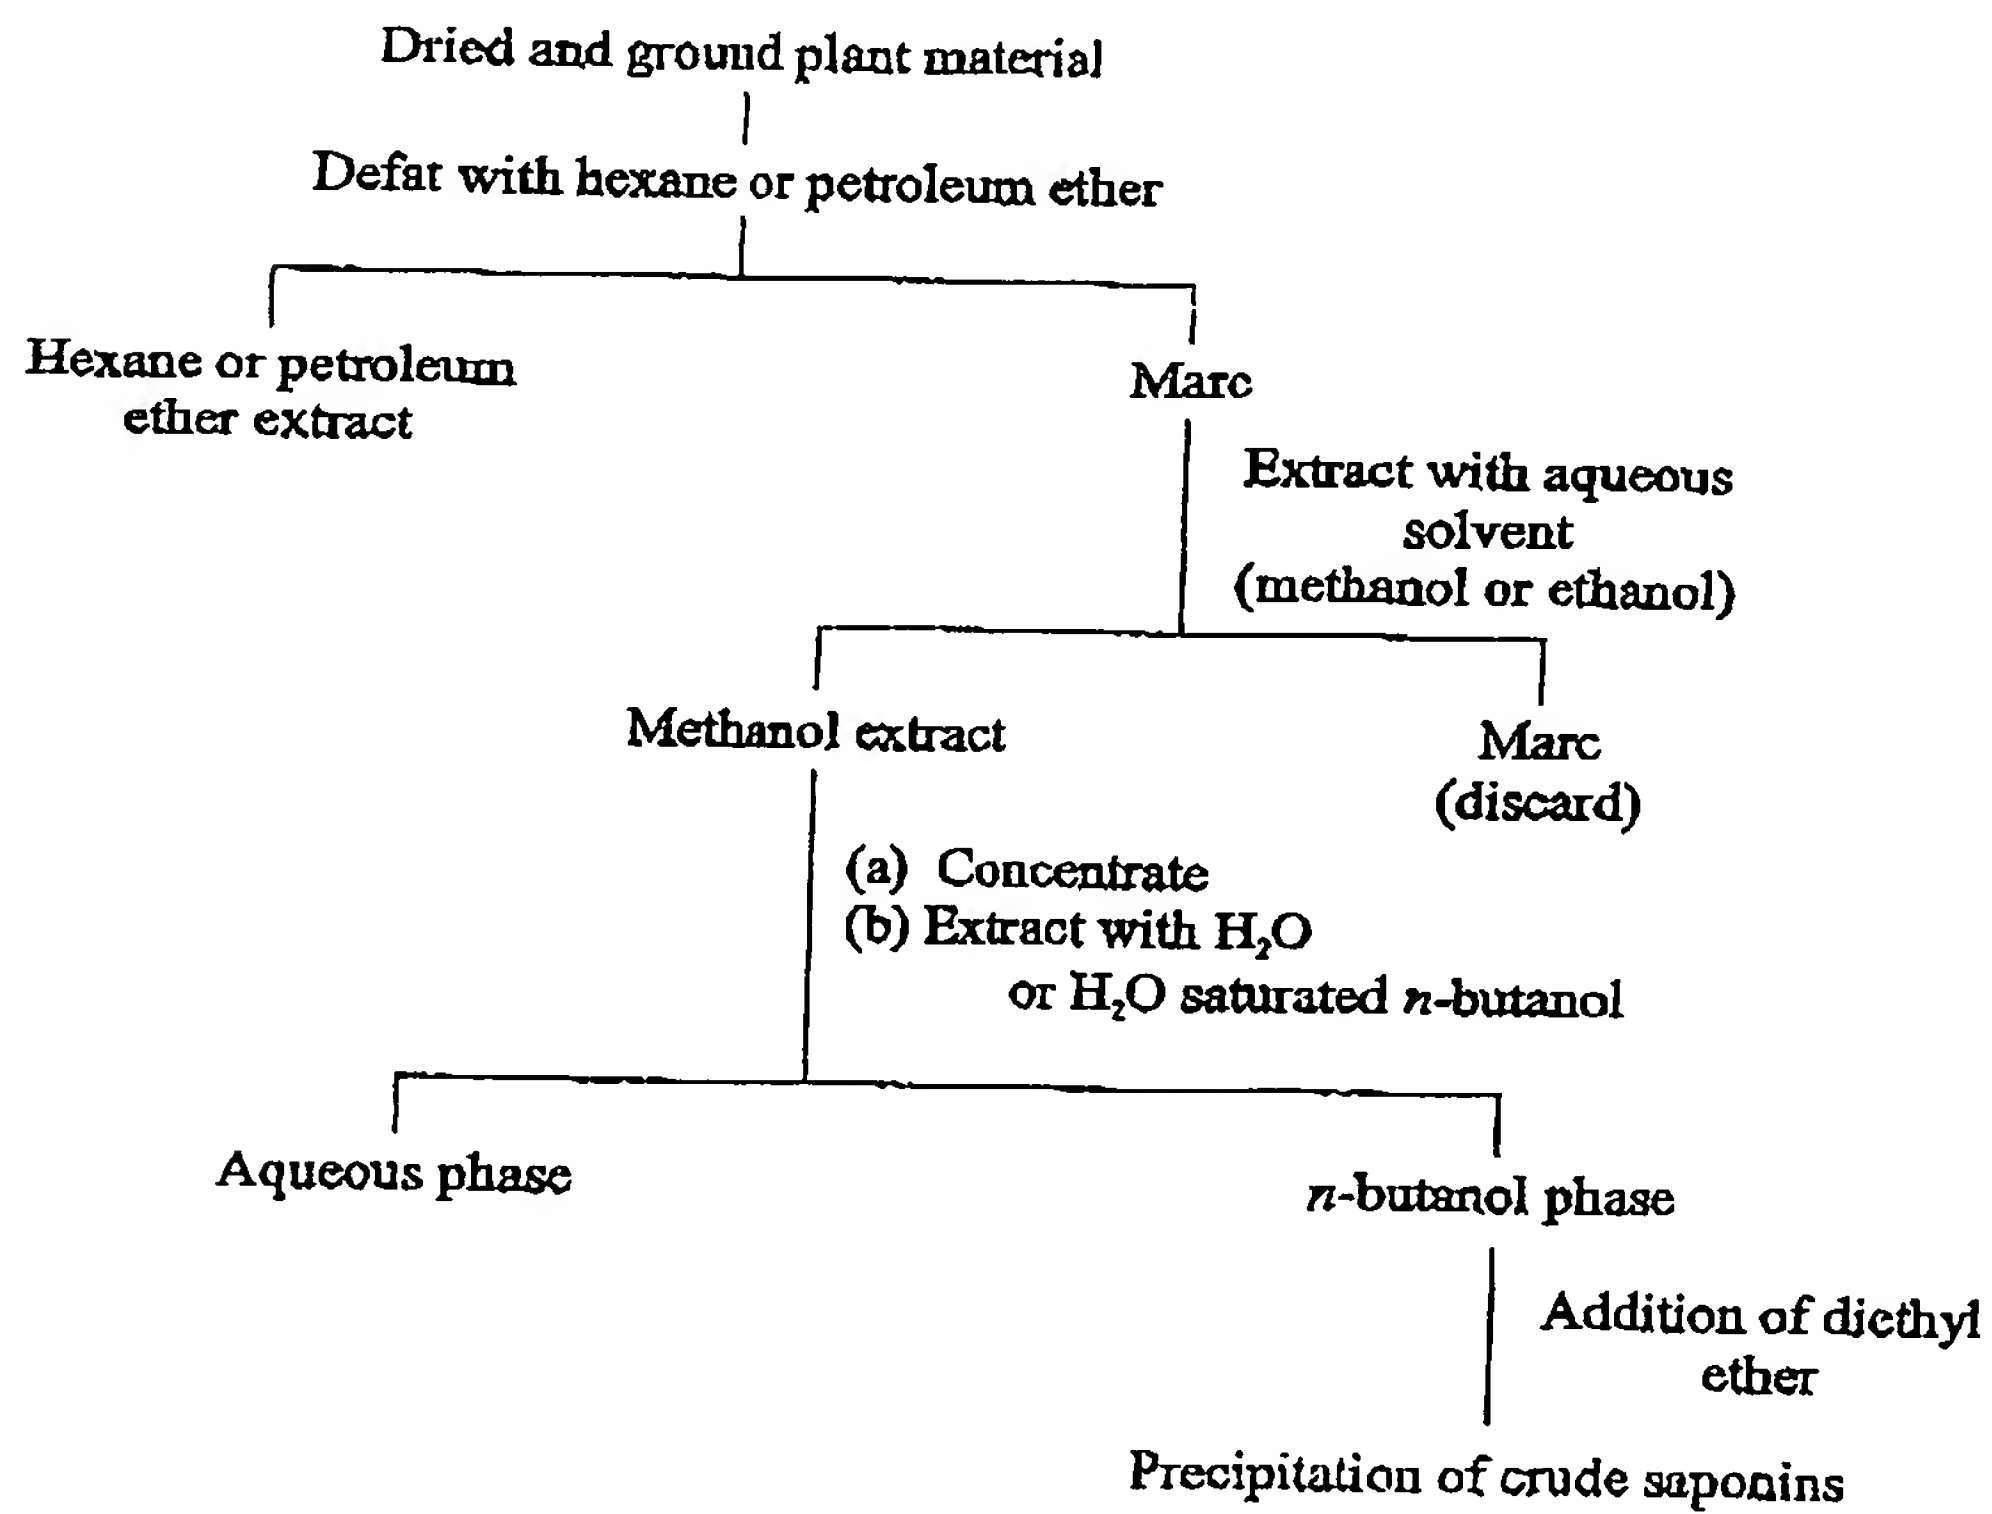 Dried and ground plant material
Defat with hexane or petroleum ether
Hexane or petroleum
ether extract
Marc
Extract with aqueous
solvent
(methanol or ethanol)
Methanol extract
Marc
(discard)
(a) Concentrate
(b) Extract with H₂O
or H₂O saturated n-butanol
Aqueous phase
n-butanol phase
Addition of diethyl
ether
Precipitation of crude saponins